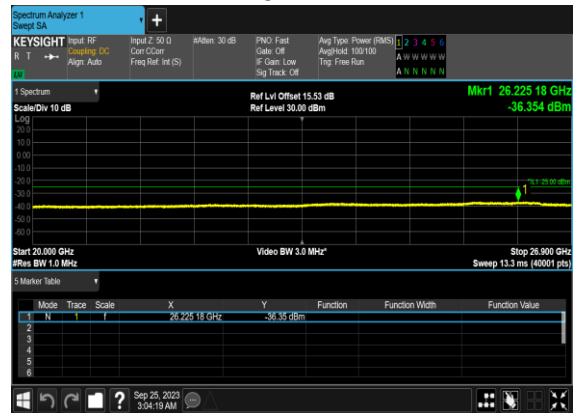 Spectrum Analyzer 1
Swept SA
+
KEYSIGHT Input: RF Input Z: 50 Ω #Atten: 30 dB PNO: Fast Avg Type: Power (RMS) 1 2 3 4 5 6
R T Coupling: DC Corr CCorr Gate: Off Avg|Hold: 100/100 A W W W W W
Align: Auto Freq Ref: Int (S) IF Gain: Low Trig: Free Run
LXI Sig Track: Off A N N N N N
1 Spectrum Ref Lvl Offset 15.53 dB Mkr1 26.225 18 GHz
Scale/Div 10 dB Ref Level 30.00 dBm -36.354 dBm
Log
20.0
10.0
0.00
-10.0
-20.0
-30.0
-40.0
-50.0
-60.0
1
Start 20.000 GHz Video BW 3.0 MHz* Stop 26.900 GHz
#Res BW 1.0 MHz Sweep 13.3 ms (40001 pts)
5 Marker Table
Mode Trace Scale X Y Function Function Width Function Value
1 N 1 f 26.225 18 GHz -36.35 dBm
2
3
4
5
6
? Sep 25, 2023
3:04:19 AM